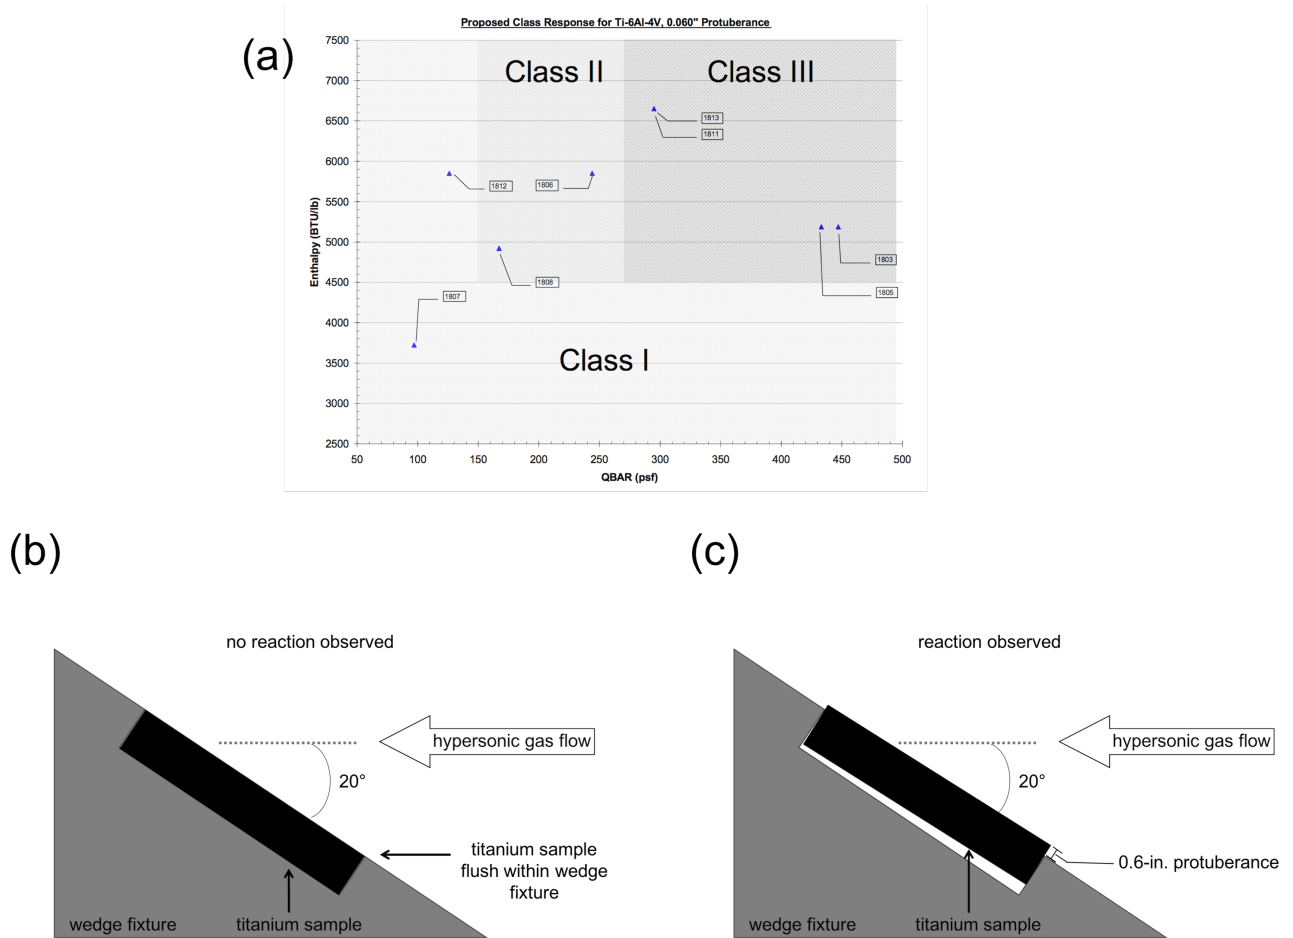 (a)
Proposed Class Response for Ti-6Al-4V, 0.060" Protuberance
7500
7000
6500
6000
5500
5000
4500
4000
3500
3000
2500
Enthalpy (BTU/lb)
Class II
Class III
Class I
1813
1811
1812
1806
1808
1807
1803
1805
50 100 150 200 250 300 350 400 450 500
QBAR (psf)
(b)
no reaction observed
hypersonic gas flow
20°
titanium sample
flush within wedge
fixture
wedge fixture
titanium sample
(c)
reaction observed
hypersonic gas flow
20°
0.6-in. protuberance
wedge fixture
titanium sample